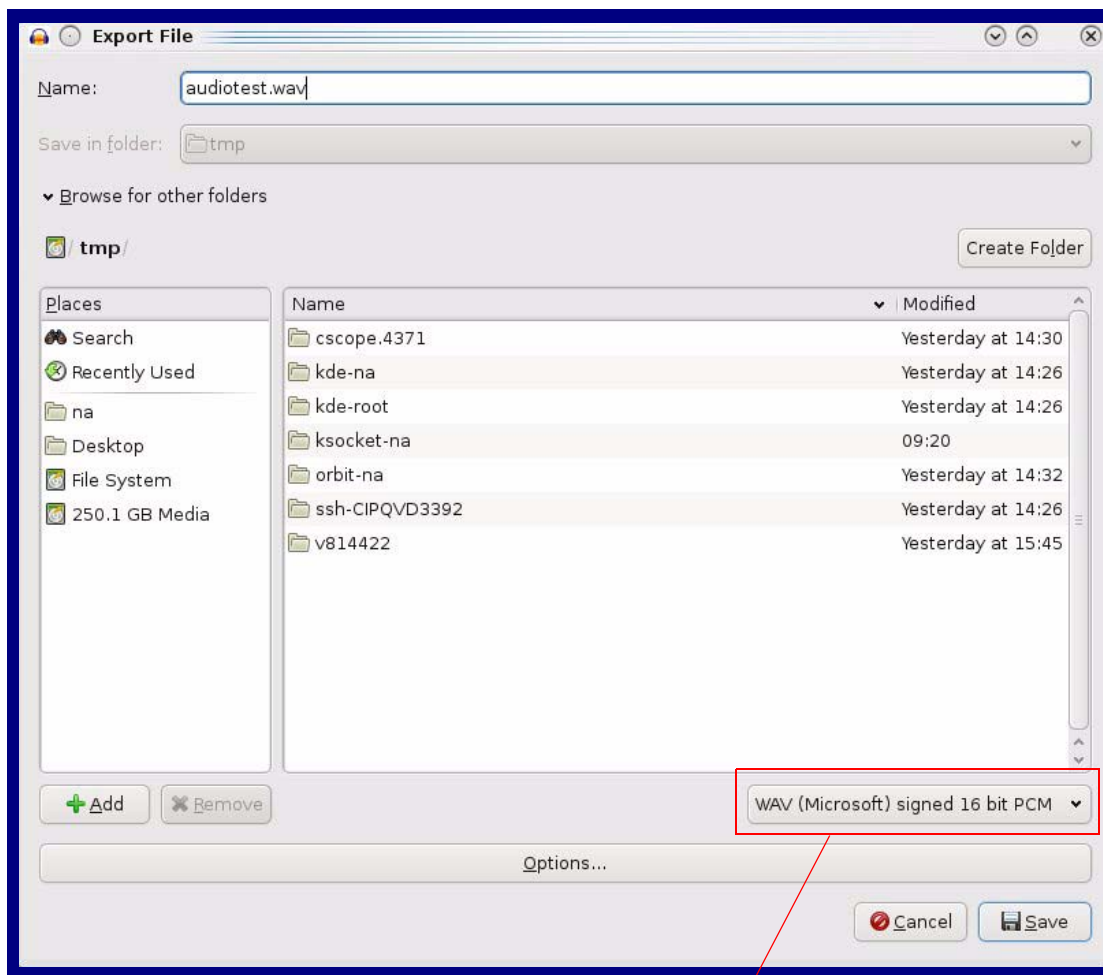 Export File
Name: audiotest.wav
Save in folder: tmp
Browse for other folders
/ tmp/
Create Folder
Places
Search
Recently Used
na
Desktop
File System
250.1 GB Media
Name Modified
cscope.4371 Yesterday at 14:30
kde-na Yesterday at 14:26
kde-root Yesterday at 14:26
ksocket-na 09:20
orbit-na Yesterday at 14:32
ssh-CIPQVD3392 Yesterday at 14:26
v814422 Yesterday at 15:45
Add Remove
WAV (Microsoft) signed 16 bit PCM
Options...
Cancel Save